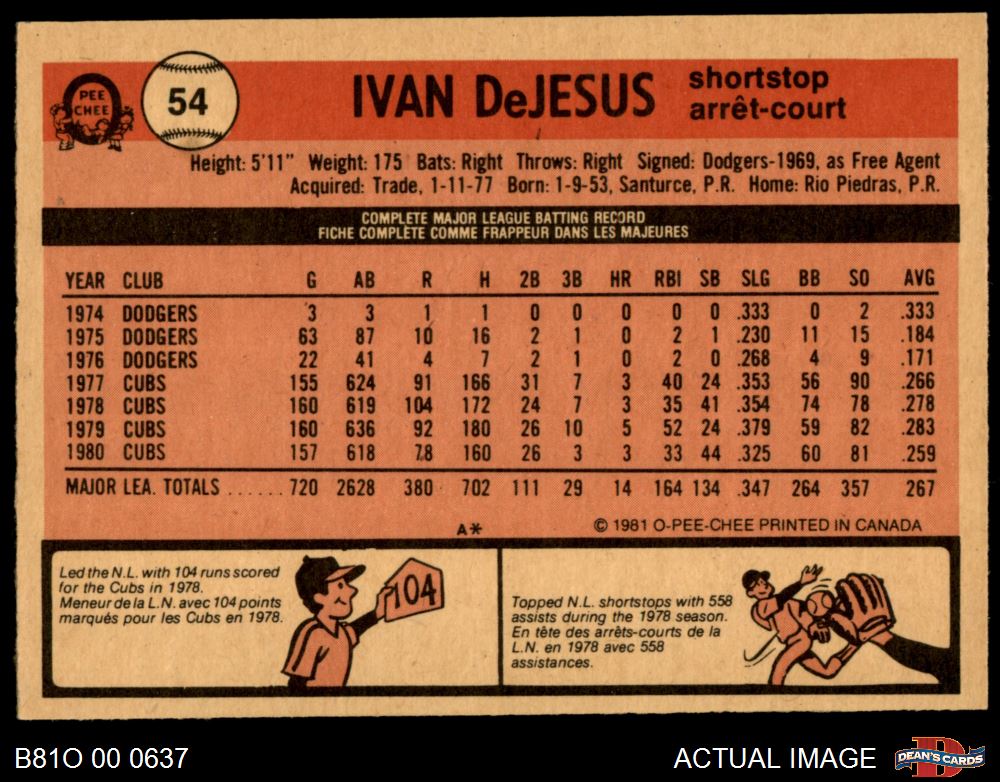 PEE
CHEE
54
IVAN DeJESUS
shortstop
arrêt-court
Height: 5'11" Weight: 175 Bats: Right Throws: Right Signed: Dodgers-1969, as Free Agent
Acquired: Trade, 1-11-77 Born: 1-9-53, Santurce, P.R. Home: Rio Piedras, P.R.
COMPLETE MAJOR LEAGUE BATTING RECORD
FICHE COMPLÈTE COMME FRAPPEUR DANS LES MAJEURES
YEAR CLUB G AB R H 2B 3B HR RBI SB SLG BB SO AVG
1974 DODGERS 3 3 1 1 0 0 0 0 0 .333 0 2 .333
1975 DODGERS 63 87 10 16 2 1 0 2 1 .230 11 15 .184
1976 DODGERS 22 41 4 7 2 1 0 2 0 .268 4 9 .171
1977 CUBS 155 624 91 166 31 7 3 40 24 .353 56 90 .266
1978 CUBS 160 619 104 172 24 7 3 35 41 .354 74 78 .278
1979 CUBS 160 636 92 180 26 10 5 52 24 .379 59 82 .283
1980 CUBS 157 618 78 160 26 3 3 33 44 .325 60 81 .259
MAJOR LEA. TOTALS ...... 720 2628 380 702 111 29 14 164 134 .347 264 357 267
A* © 1981 O-PEE-CHEE PRINTED IN CANADA
Led the N.L. with 104 runs scored
for the Cubs in 1978.
Meneur de la L.N. avec 104 points
marqués pour les Cubs en 1978.
104
Topped N.L. shortstops with 558
assists during the 1978 season.
En tête des arrêts-courts de la
L.N. en 1978 avec 558
assistances.
B81O 00 0637
ACTUAL IMAGE
D
DEAN'S CARDS